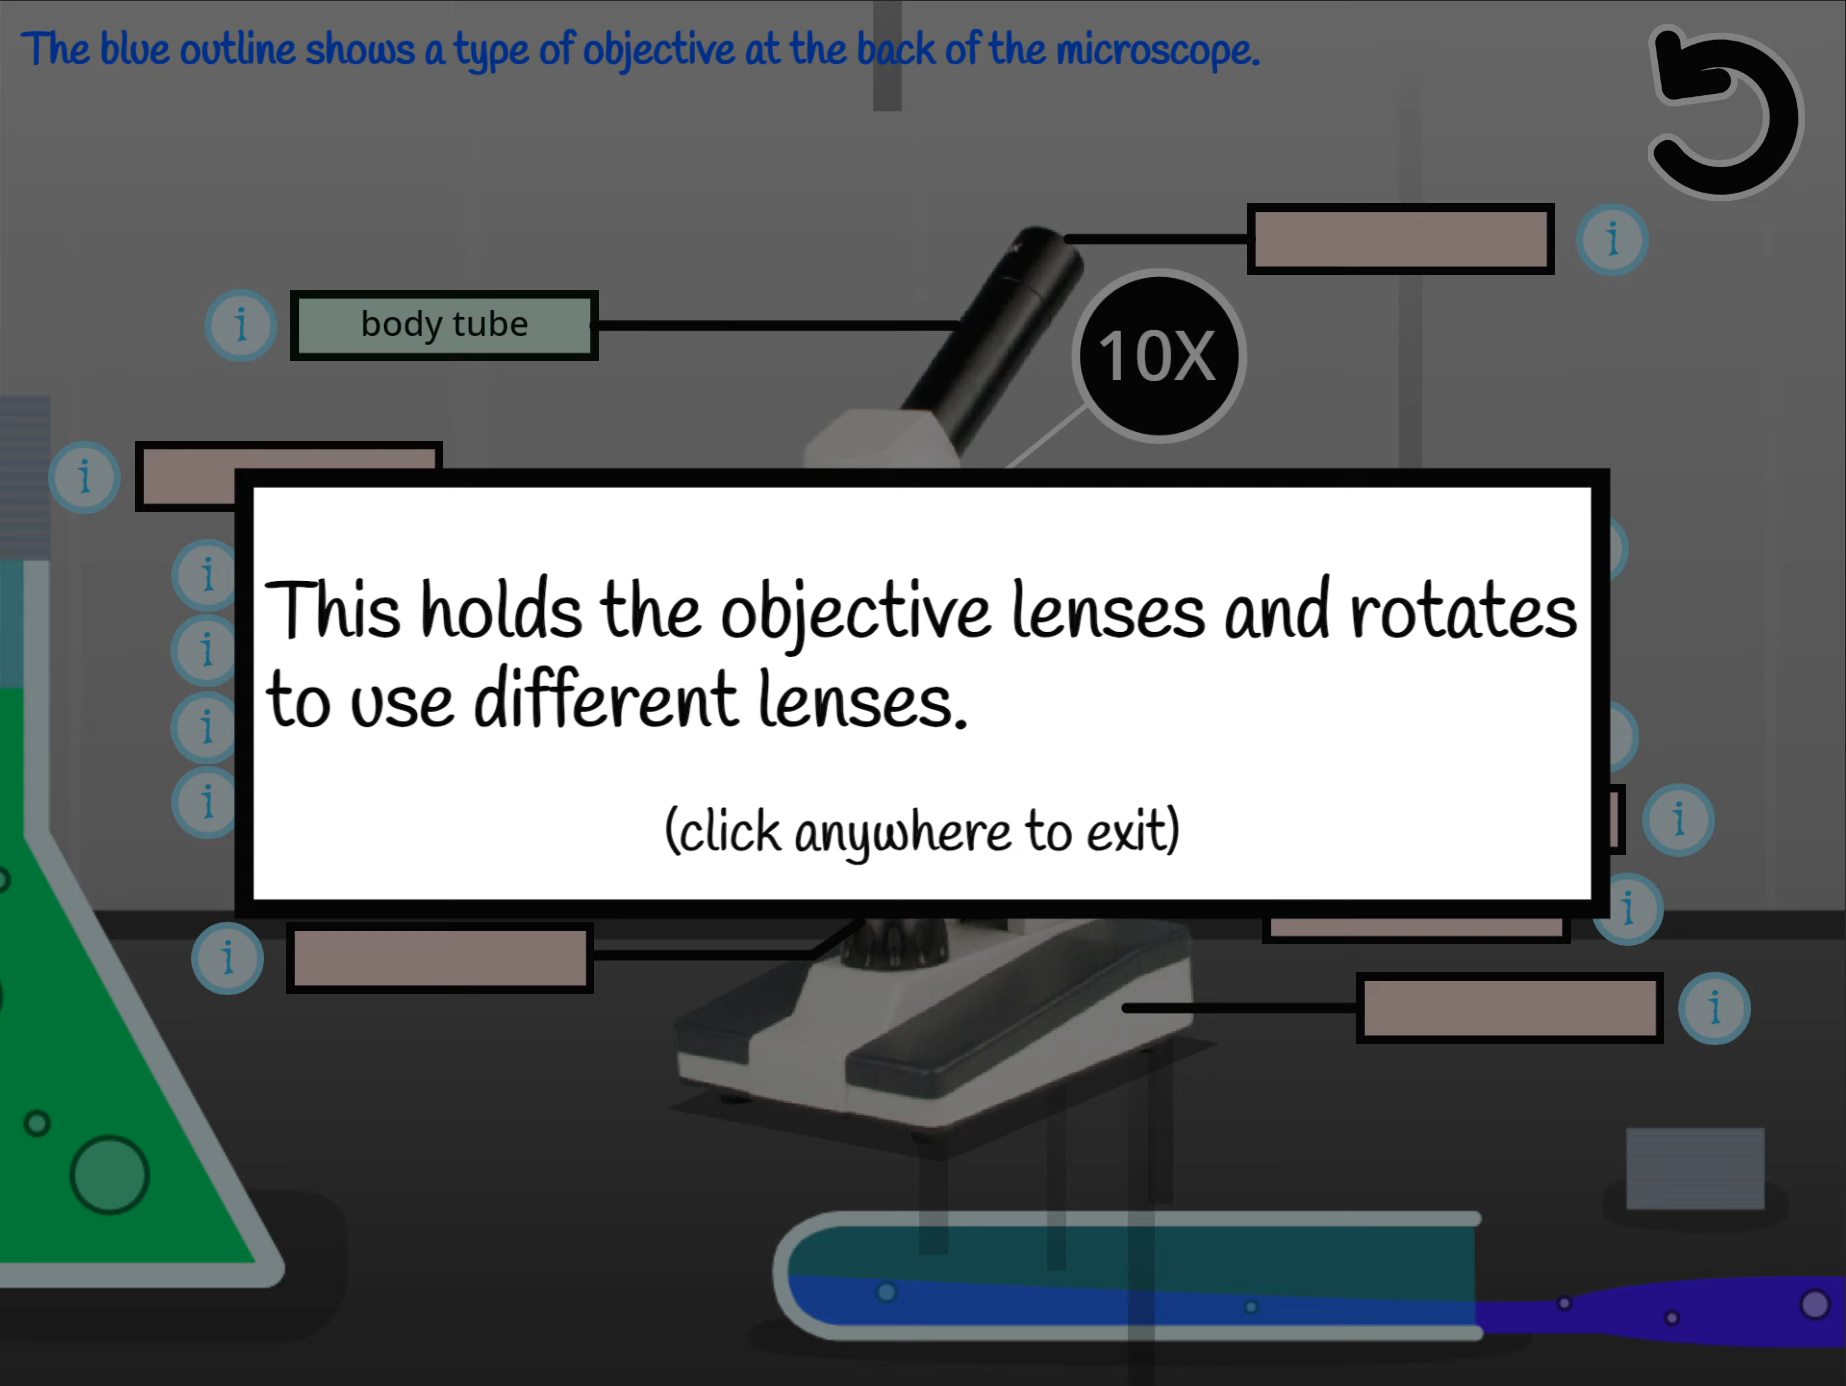 The blue outline shows a type of objective at the back of the microscope.
i
body tube
i
10X
i
i
This holds the objective lenses and rotates
to use different lenses.
i
i
i
(click anywhere to exit)
i
i
i
i